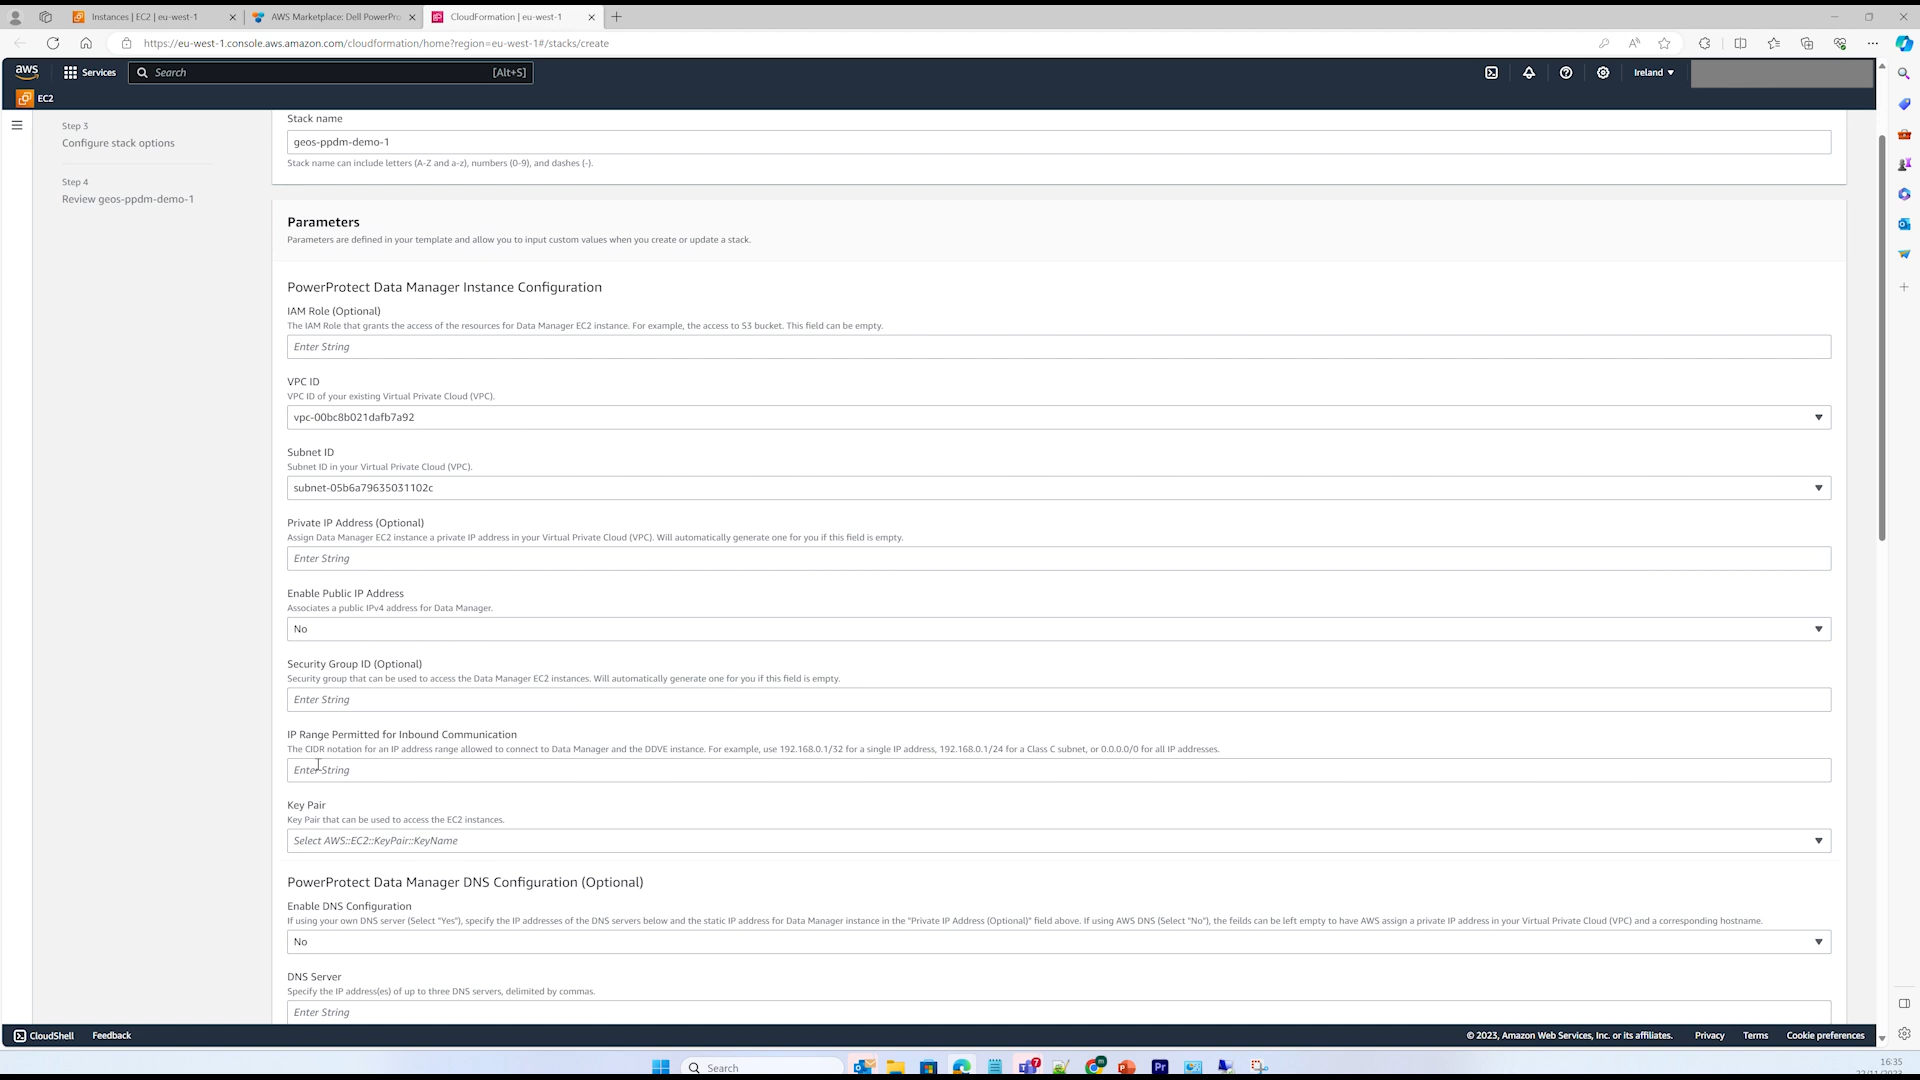 Instances | EC2 | eu-west-1
AWS Marketplace: Dell PowerPro
CloudFormation | eu-west-1
https://eu-west-1.console.aws.amazon.com/cloudformation/home?region=eu-west-1#/stacks/create
aws
Services
Search
[Alt+S]
Ireland
EC2
Step 3
Configure stack options
Step 4
Review geos-ppdm-demo-1
Stack name
geos-ppdm-demo-1
Stack name can include letters (A-Z and a-z), numbers (0-9), and dashes (-).
Parameters
Parameters are defined in your template and allow you to input custom values when you create or update a stack.
PowerProtect Data Manager Instance Configuration
IAM Role (Optional)
The IAM Role that grants the access of the resources for Data Manager EC2 instance. For example, the access to S3 bucket. This field can be empty.
Enter String
VPC ID
VPC ID of your existing Virtual Private Cloud (VPC).
vpc-00bc8b021dafb7a92
Subnet ID
Subnet ID in your Virtual Private Cloud (VPC).
subnet-05b6a79635031102c
Private IP Address (Optional)
Assign Data Manager EC2 instance a private IP address in your Virtual Private Cloud (VPC). Will automatically generate one for you if this field is empty.
Enter String
Enable Public IP Address
Associates a public IPv4 address for Data Manager.
No
Security Group ID (Optional)
Security group that can be used to access the Data Manager EC2 instances. Will automatically generate one for you if this field is empty.
Enter String
IP Range Permitted for Inbound Communication
The CIDR notation for an IP address range allowed to connect to Data Manager and the DDVE instance. For example, use 192.168.0.1/32 for a single IP address, 192.168.0.1/24 for a Class C subnet, or 0.0.0.0/0 for all IP addresses.
Enter String
Key Pair
Key Pair that can be used to access the EC2 instances.
Select AWS::EC2::KeyPair::KeyName
PowerProtect Data Manager DNS Configuration (Optional)
Enable DNS Configuration
If using your own DNS server (Select "Yes"), specify the IP addresses of the DNS servers below and the static IP address for Data Manager instance in the "Private IP Address (Optional)" field above. If using AWS DNS (Select "No"), the feilds can be left empty to have AWS assign a private IP address in your Virtual Private Cloud (VPC) and a corresponding hostname.
No
DNS Server
Specify the IP address(es) of up to three DNS servers, delimited by commas.
Enter String
CloudShell
Feedback
© 2023, Amazon Web Services, Inc. or its affiliates.
Privacy
Terms
Cookie preferences
Search
7
16:35
22/11/2023